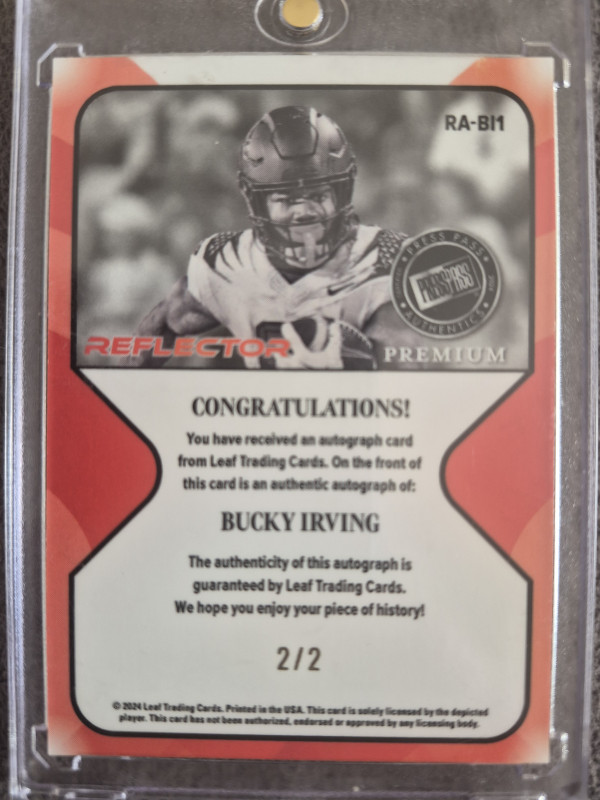 RA-BI1
PRESS PASS
PRESSPASS
AUTHENTICS
REFLECTOR
PREMIUM
CONGRATULATIONS!
You have received an autograph card
from Leaf Trading Cards. On the front of
this card is an authentic autograph of:
BUCKY IRVING
The authenticity of this autograph is
guaranteed by Leaf Trading Cards.
We hope you enjoy your piece of history!
2/2
© 2024 Leaf Trading Cards. Printed in the USA. This card is solely licensed by the depicted
player. This card has not been authorized, endorsed or approved by any licensing body.